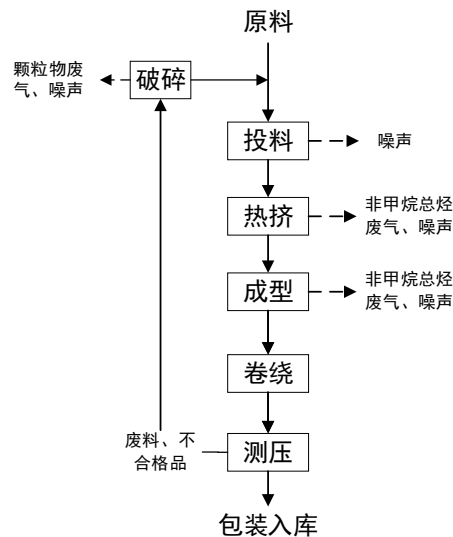 原料
颗粒物废
气、噪声
破碎
投料
噪声
热挤
非甲烷总烃
废气、噪声
成型
非甲烷总烃
废气、噪声
卷绕
废料、不
合格品
测压
包装入库